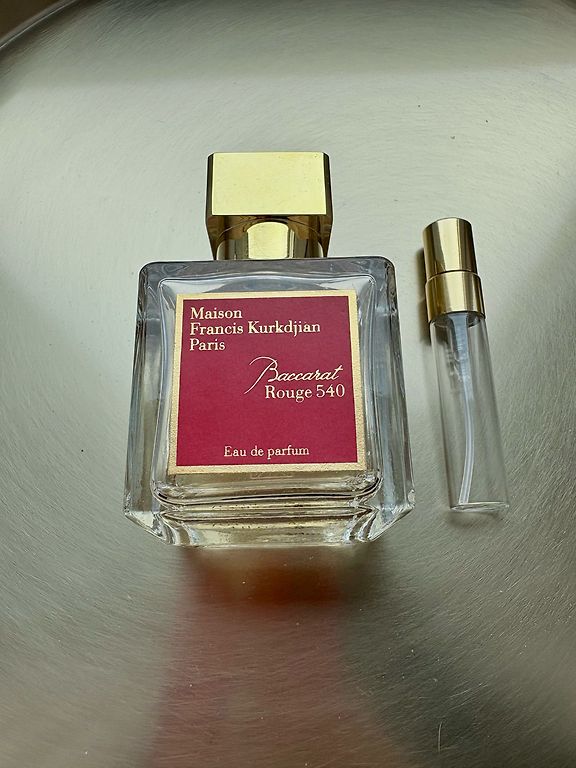 Maison
Francis Kurkdjian
Paris
Baccarat
Rouge 540
Eau de parfum